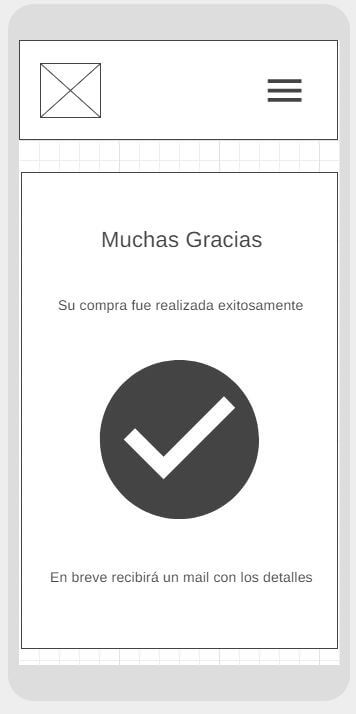 Muchas Gracias
Su compra fue realizada exitosamente
En breve recibirá un mail con los detalles